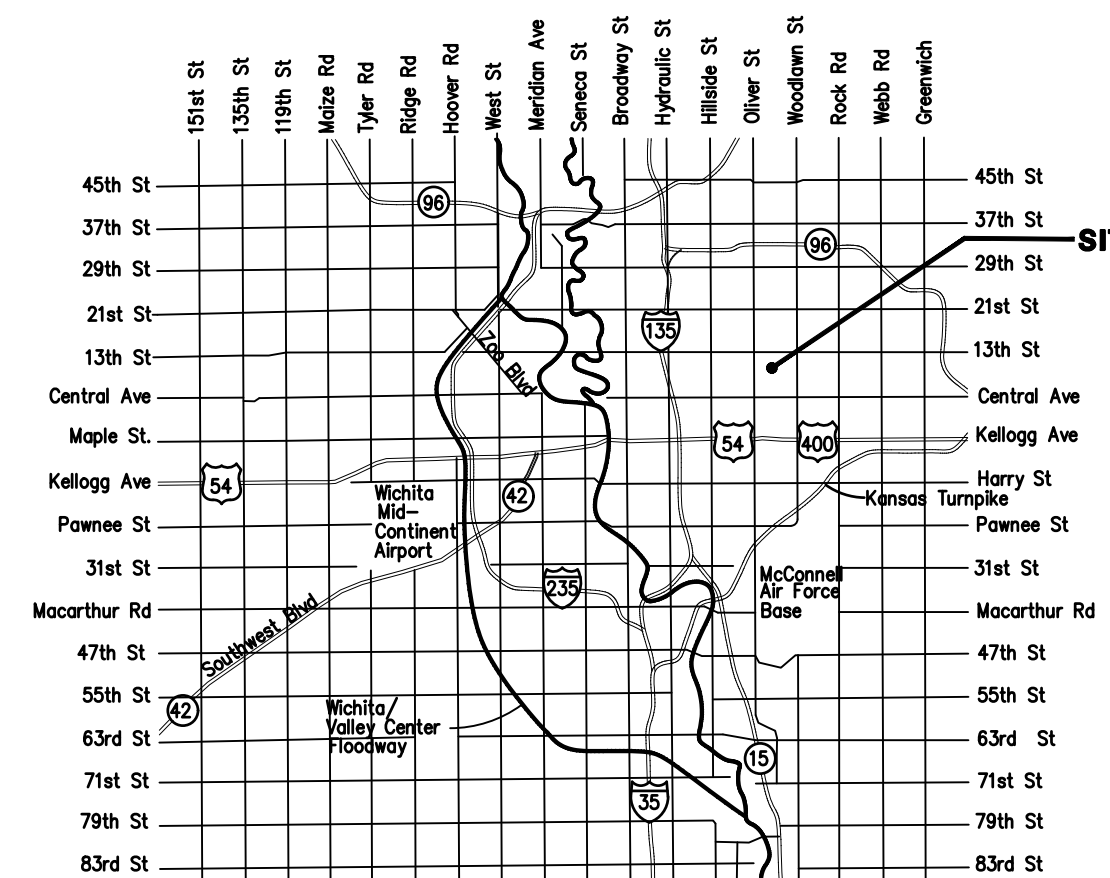 151st St
135th St
119th St
Maize Rd
Tyler Rd
Ridge Rd
Hoover Rd
West St
Meridian Ave
Seneca St
Broadway St
Hydraulic St
Hillside St
Oliver St
Woodlawn St
Rock Rd
Webb Rd
Greenwich
45th St
37th St
29th St
21st St
13th St
Central Ave
Maple St.
Kellogg Ave
Pawnee St
31st St
Macarthur Rd
47th St
55th St
63rd St
71st St
79th St
83rd St
45th St
37th St
29th St
21st St
13th St
Central Ave
Kellogg Ave
Harry St
Pawnee St
31st St
Macarthur Rd
47th St
55th St
63rd St
71st St
79th St
83rd St
96
96
135
Zoo Blvd
54
400
54
42
Kansas Turnpike
Wichita
Mid-
Continent
Airport
235
McConnell
Air Force
Base
Southwest Blvd
42
Wichita/
Valley Center
Floodway
15
35